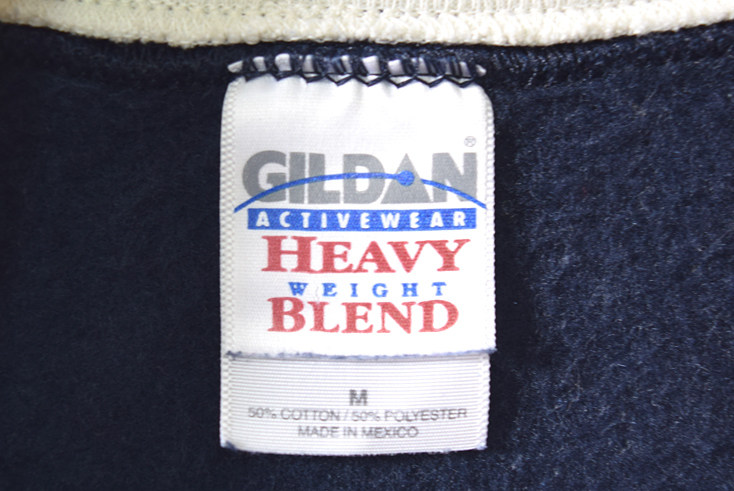 GILDAN®
ACTIVEWEAR
HEAVY
WEIGHT
BLEND
M
50% COTTON / 50% POLYESTER
MADE IN MEXICO